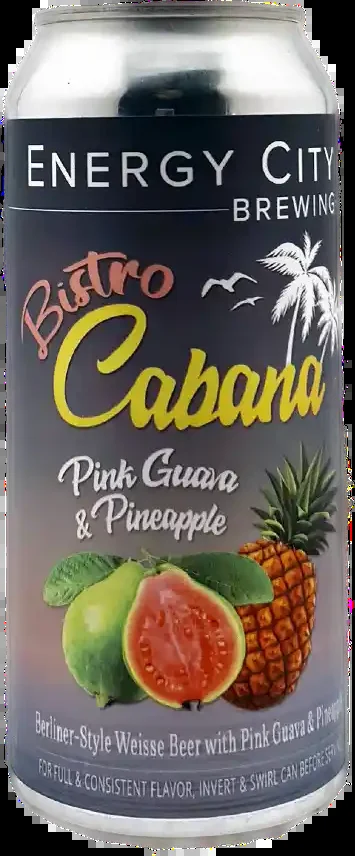 ENERGY CITY
BREWING
Bistro
Cabana
Pink Guava
& Pineapple
Berliner-Style Weisse Beer with Pink Guava &
FOR FULL & CONSISTENT FLAVOR, INVERT & SWIRL CAN BEFORE